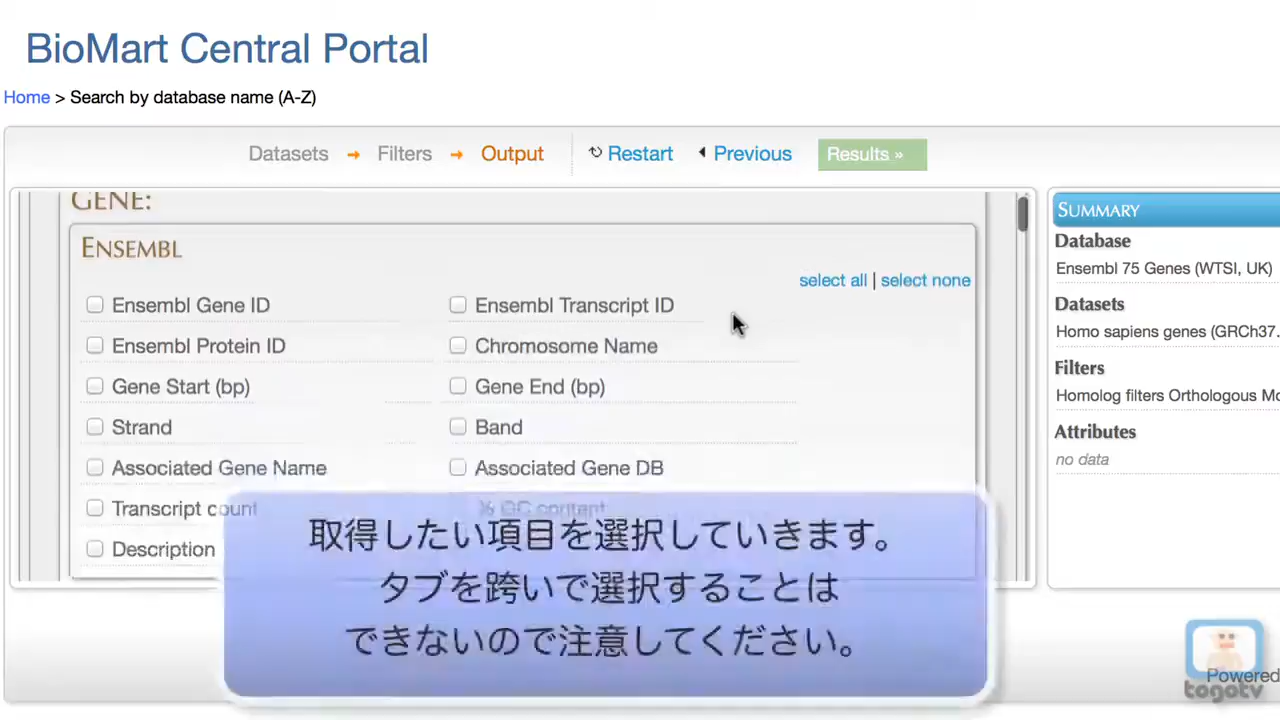 BioMart Central Portal
Home > Search by database name (A-Z)
Datasets → Filters → Output Restart Previous Results »
GENE:
ENSEMBL
select all | select none
Ensembl Gene ID Ensembl Transcript ID
Ensembl Protein ID Chromosome Name
Gene Start (bp) Gene End (bp)
Strand Band
Associated Gene Name Associated Gene DB
Transcript count % GC content
Description
SUMMARY
Database
Ensembl 75 Genes (WTSI, UK)
Datasets
Homo sapiens genes (GRCh37.
Filters
Homolog filters Orthologous Mo
Attributes
no data
取得したい項目を選択していきます。
タブを跨いで選択することは
できないので注意してください。
Powered
togotv